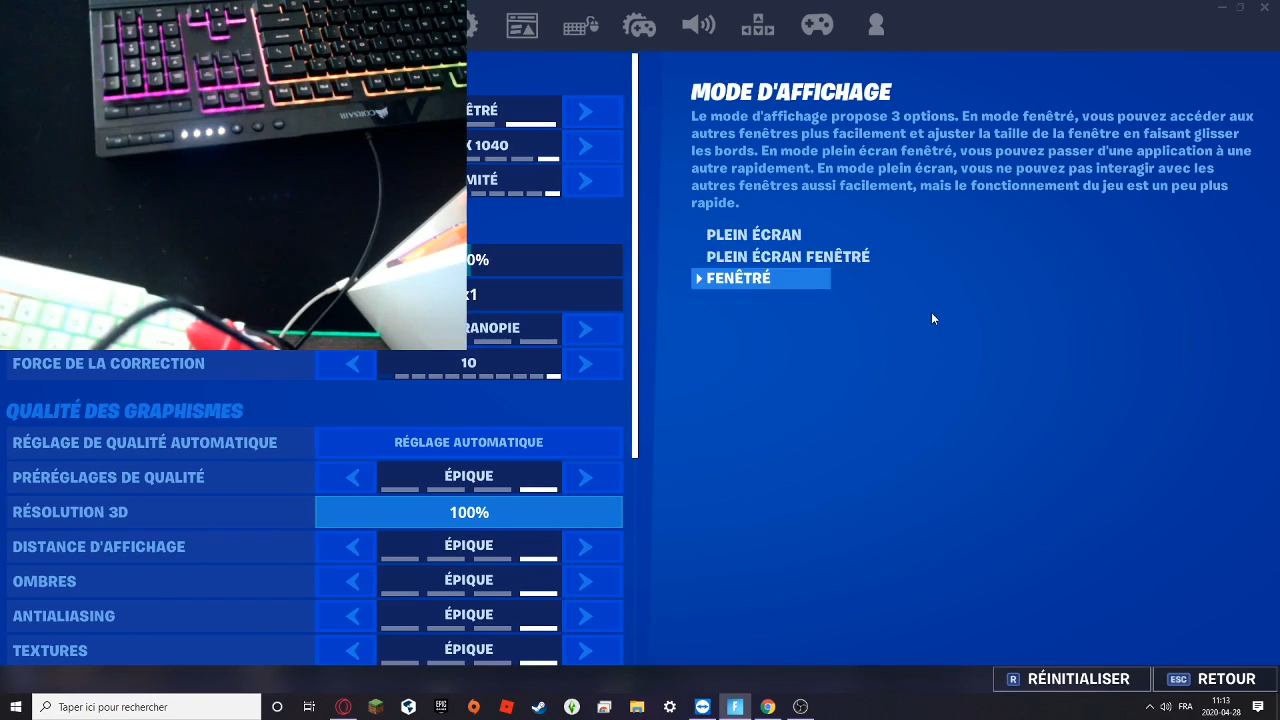 CORSAIR
MODE D'AFFICHAGE
Le mode d'affichage propose 3 options. En mode fenêtré, vous pouvez accéder aux
autres fenêtres plus facilement et ajuster la taille de la fenêtre en faisant glisser
les bords. En mode plein écran fenêtré, vous pouvez passer d'une application à une
autre rapidement. En mode plein écran, vous ne pouvez pas interagir avec les
autres fenêtres aussi facilement, mais le fonctionnement du jeu est un peu plus
rapide.
PLEIN ÉCRAN
PLEIN ÉCRAN FENÊTRÉ
FENÊTRÉ
ÊTRÉ
X 1040
MITÉ
0%
x1
RANOPIE
FORCE DE LA CORRECTION 10
QUALITÉ DES GRAPHISMES
RÉGLAGE DE QUALITÉ AUTOMATIQUE RÉGLAGE AUTOMATIQUE
PRÉRÉGLAGES DE QUALITÉ ÉPIQUE
RÉSOLUTION 3D 100%
DISTANCE D'AFFICHAGE ÉPIQUE
OMBRES ÉPIQUE
ANTIALIASING ÉPIQUE
TEXTURES ÉPIQUE
R RÉINITIALISER ESC RETOUR
Taper ici pour rechercher
EPIC
FRA
11:13
2020-04-28